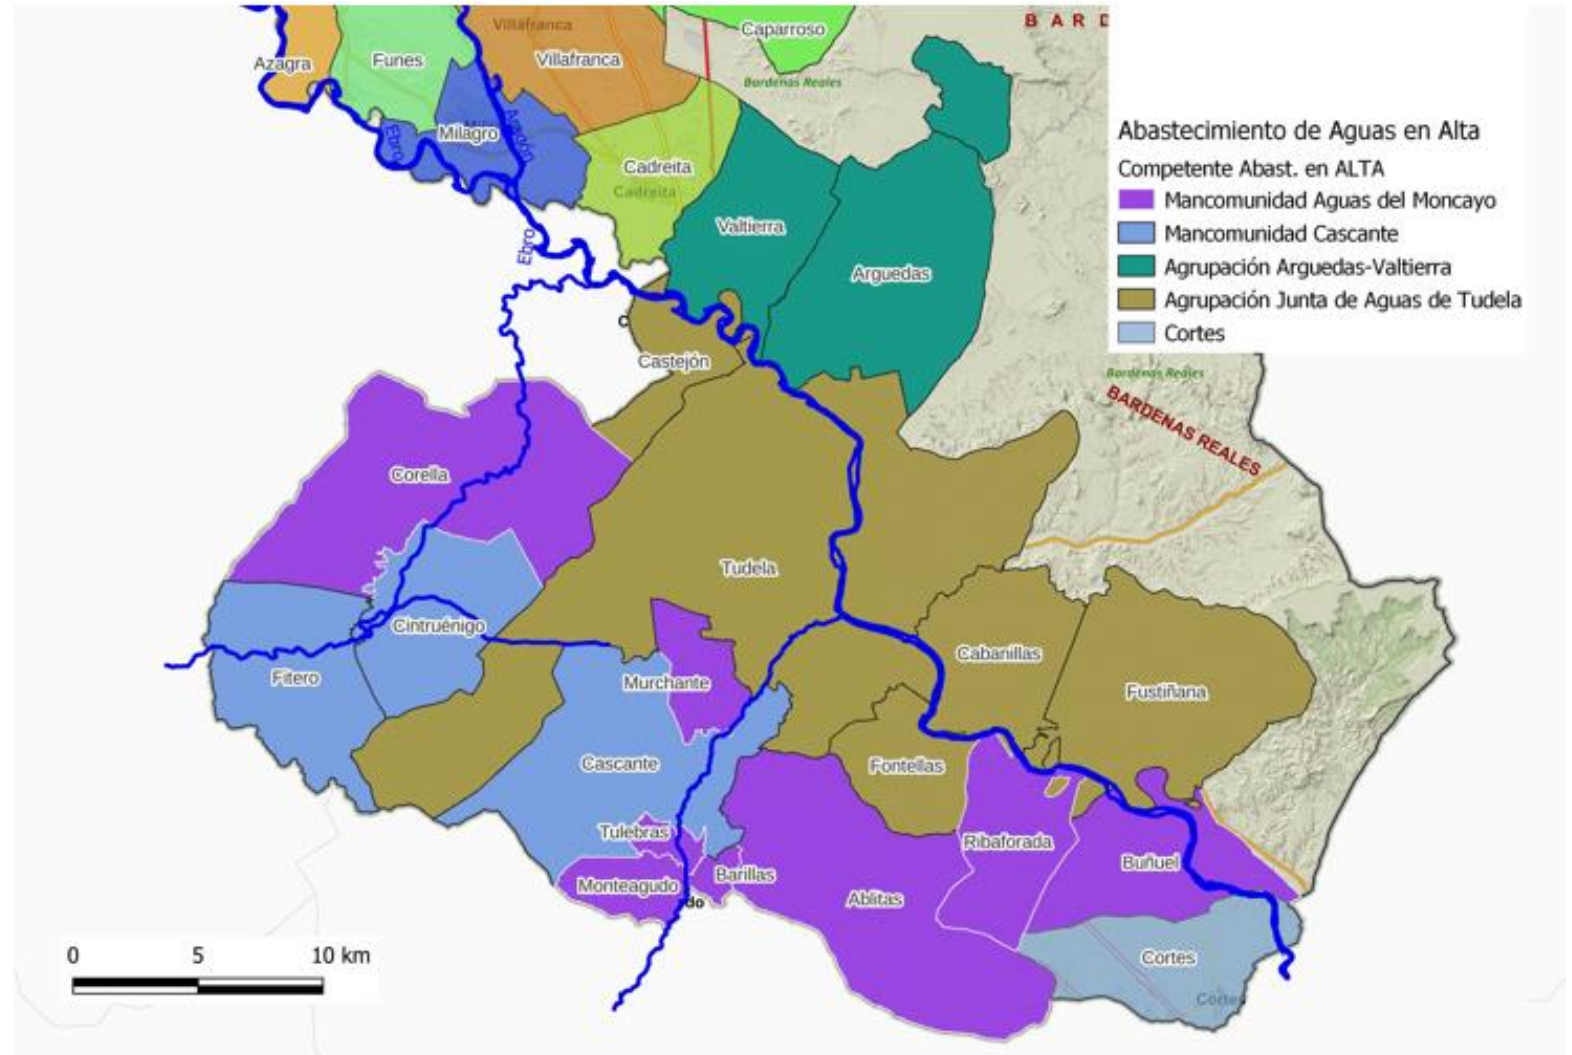 BARD
Villafranca
Caparroso
Azagra
Funes
Villafranca
Bardenas Reales
Milagro
Ebro
Aragón
Cadreita
Cadreita
Valtierra
Ebro
Arguedas
C
Castejón
Abastecimiento de Aguas en Alta
Competente Abast. en ALTA
Mancomunidad Aguas del Moncayo
Mancomunidad Cascante
Agrupación Arguedas-Valtierra
Agrupación Junta de Aguas de Tudela
Cortes
Bardenas Reales
BARDENAS REALES
Corella
Tudela
Cintruénigo
Cabanillas
Fitero
Murchante
Fustiñana
Cascante
Fontellas
Tulebras
Ribaforada
Buñuel
Monteagudo
Barillas
do
Ablitas
Cortes
Cortes
0 5 10 km